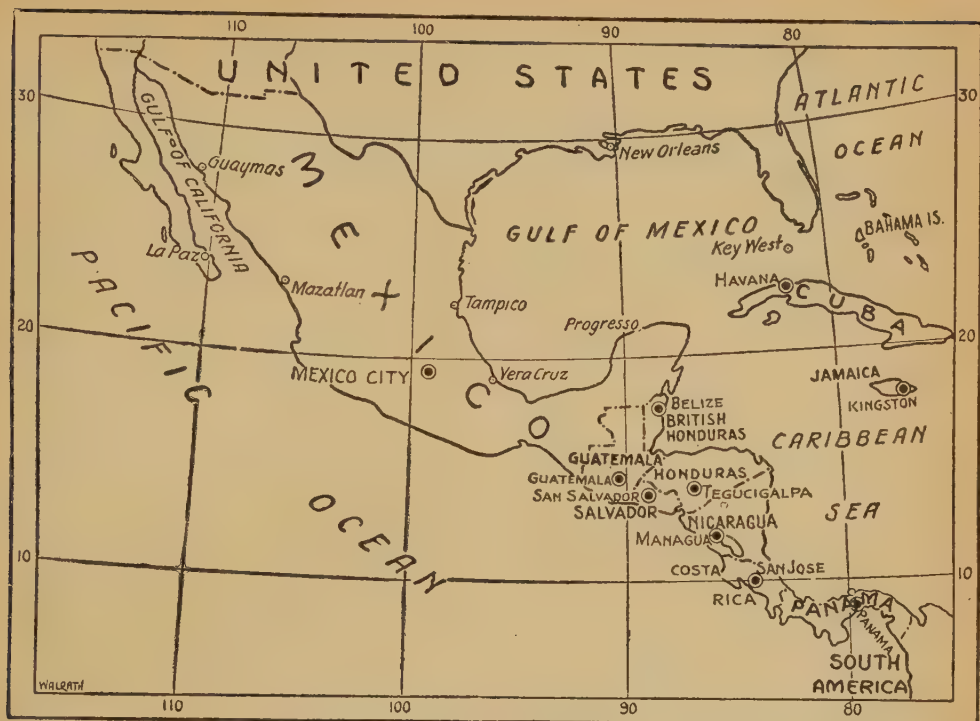 110
100
90
80
UNITED STATES
30
30
ATLANTIC
OCEAN
GULF OF CALIFORNIA
Guaymas
New Orleans
MEXICO
GULF OF MEXICO
Key West
BAHAMA IS.
La Paz
PACIFIC
OCEAN
Mazatlan
Tampico
HAVANA
CUBA
20
20
Progresso
MEXICO CITY
Vera Cruz
JAMAICA
KINGSTON
BELIZE
BRITISH
HONDURAS
CARIBBEAN
SEA
GUATEMALA
GUATEMALA
HONDURAS
TEGUCIGALPA
SAN SALVADOR
SALVADOR
NICARAGUA
MANAGUA
10
10
COSTA
RICA
SAN JOSE
PANAMA
PANAMA
SOUTH
AMERICA
WALRATH
110
100
90
80